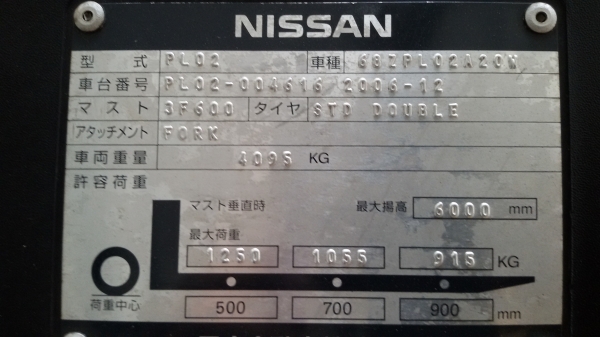 NISSAN
型式 PL02 車種 68ZPL02A20W
車台番号 PL02-004616 2006-12
マスト 3F600 タイヤ STD DOUBLE
アタッチメント FORK
車両重量 4095 KG
許容荷重
マスト垂直時 最大揚高 6000 mm
最大荷重
1250 1055 915 KG
荷重中心 500 700 900 mm